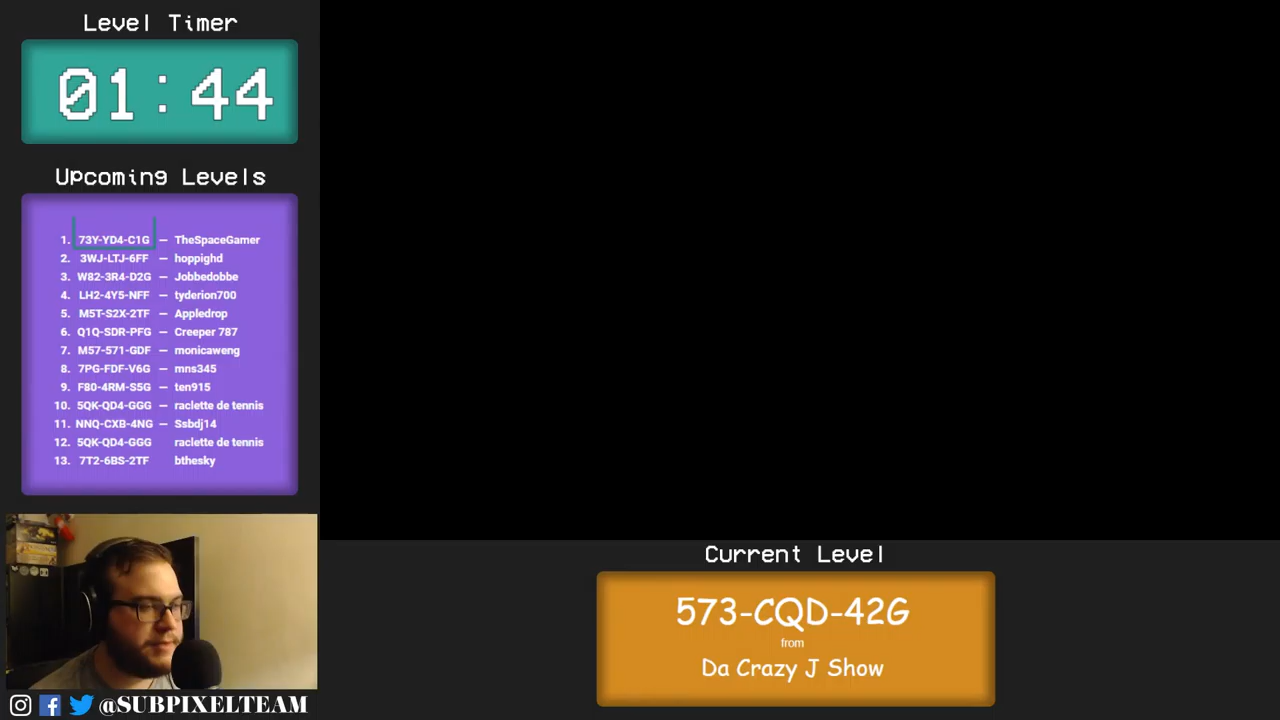 Level Timer
01:44
Upcoming Levels
1. 73Y-YD4-C1G — TheSpaceGamer
2. 3WJ-LTJ-6FF — hoppighd
3. W82-3R4-D2G — Jobbedobbe
4. LH2-4Y5-NFF — tyderion700
5. M5T-S2X-2TF — Appledrop
6. Q1Q-SDR-PFG — Creeper 787
7. M57-571-GDF — monicaweng
8. 7PG-FDF-V6G — mns345
9. F80-4RM-S5G — ten915
10. 5QK-QD4-GGG — raclette de tennis
11. NNQ-CXB-4NG — Ssbdj14
12. 5QK-QD4-GGG raclette de tennis
13. 7T2-6BS-2TF bthesky
@SUBPIXELTEAM
Current Level
573-CQD-42G
from
Da Crazy J Show